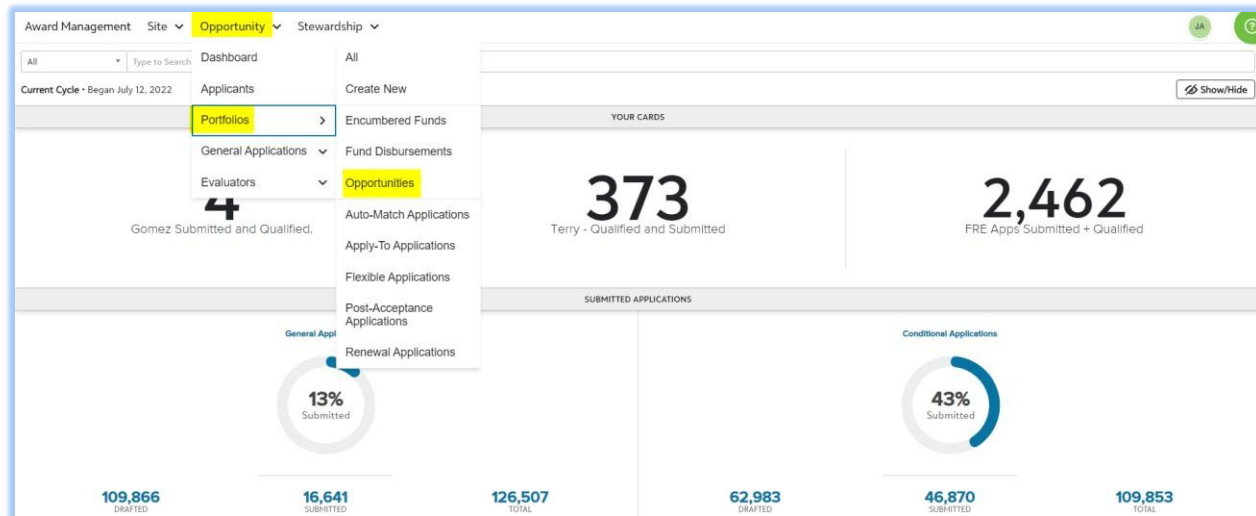 Award Management Site Opportunity Stewardship JA ?
All Type to Search
Current Cycle • Began July 12, 2022 Show/Hide
Dashboard
Applicants
Portfolios
General Applications
Evaluators
All
Create New
Encumbered Funds
Fund Disbursements
Opportunities
Auto-Match Applications
Apply-To Applications
Flexible Applications
Post-Acceptance
Applications
Renewal Applications
YOUR CARDS
4
Gomez Submitted and Qualified.
373
Terry - Qualified and Submitted
2,462
FRE Apps Submitted + Qualified
SUBMITTED APPLICATIONS
General Appl
13%
Submitted
109,866
DRAFTED
16,641
SUBMITTED
126,507
TOTAL
Conditional Applications
43%
Submitted
62,983
DRAFTED
46,870
SUBMITTED
109,853
TOTAL